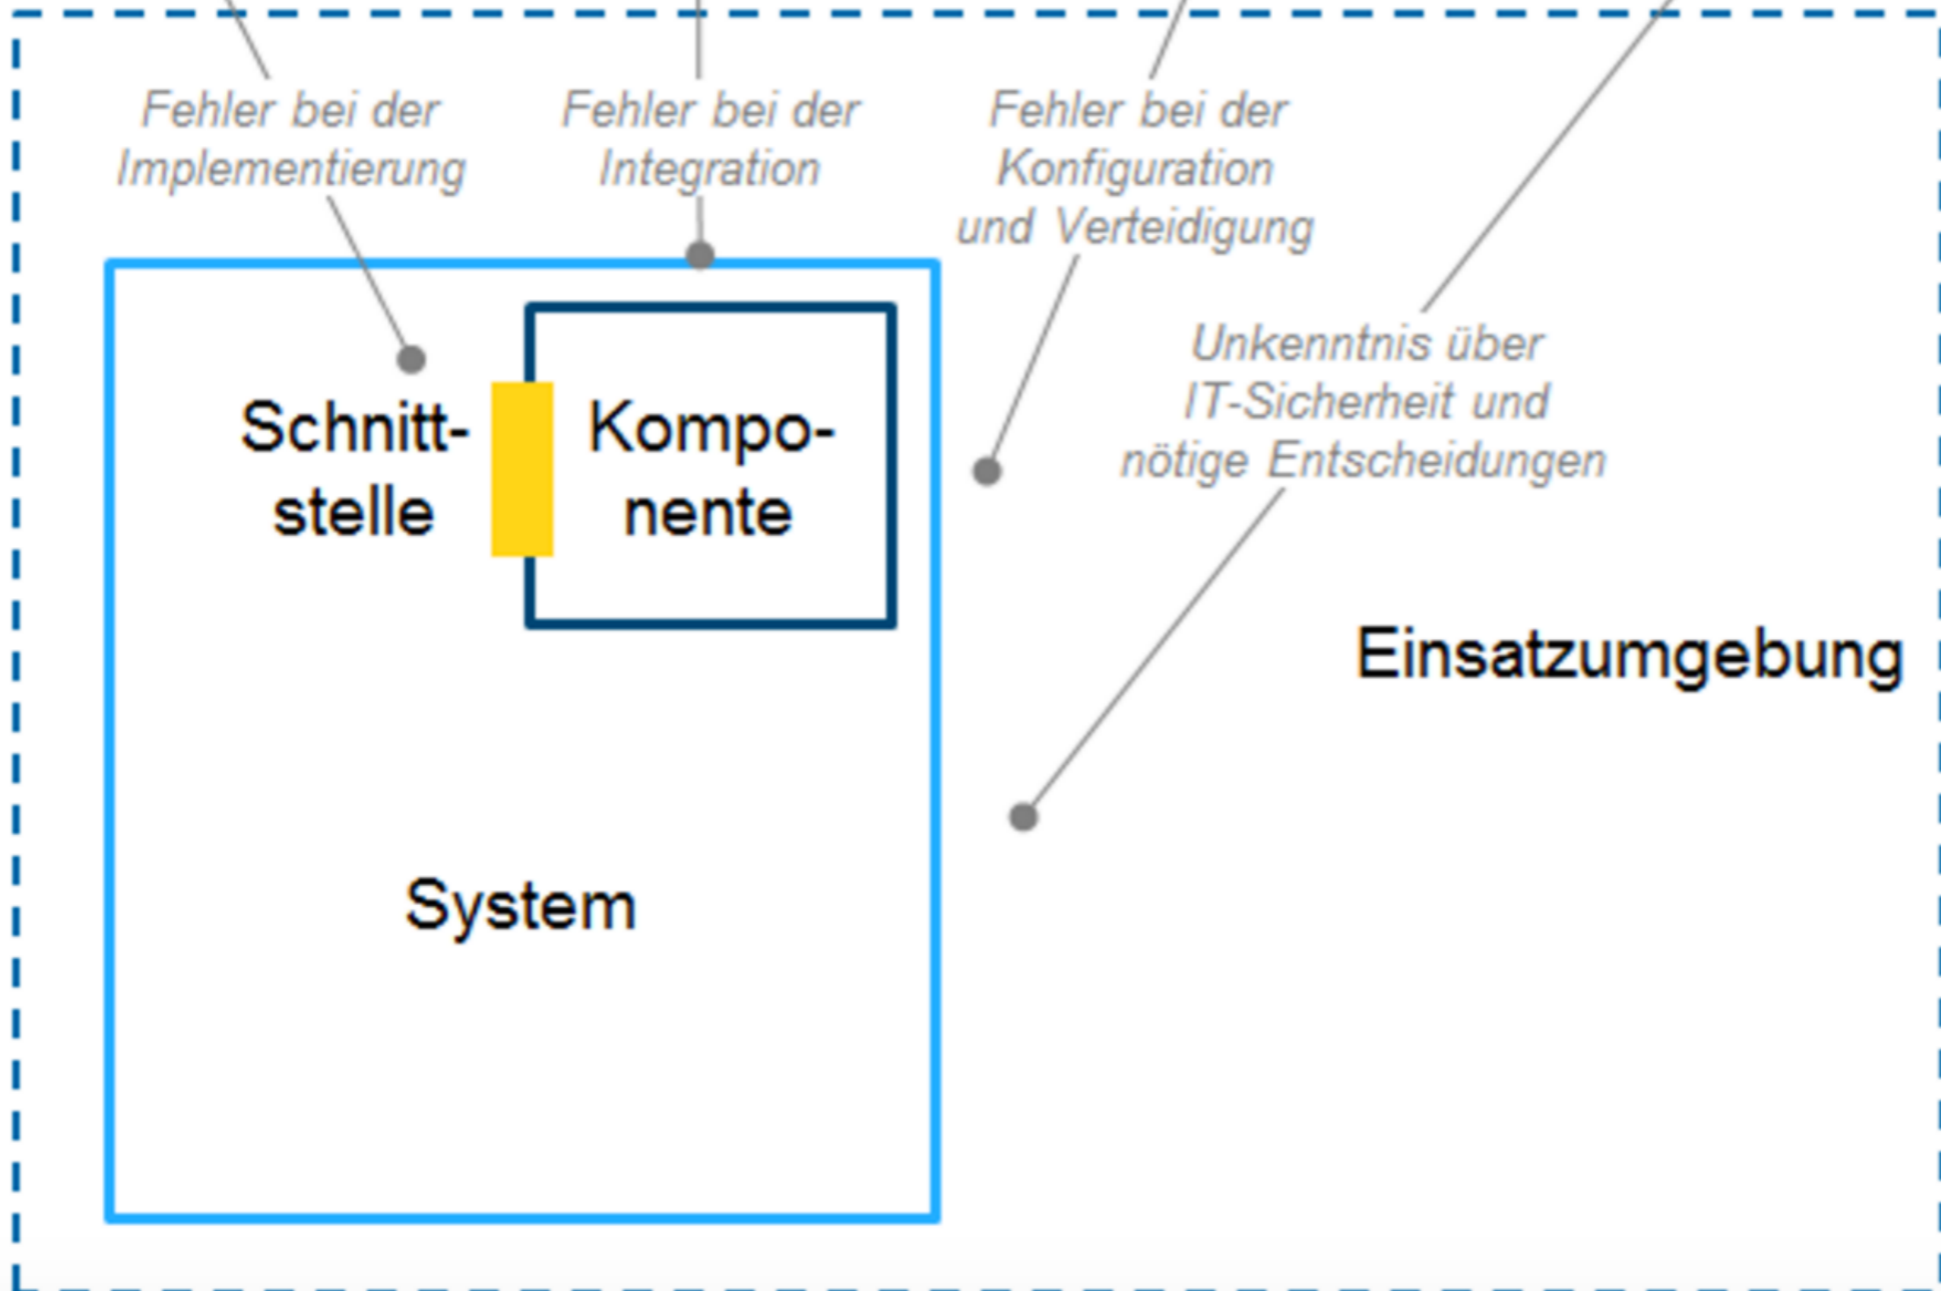 Fehler bei der
Implementierung
Fehler bei der
Integration
Fehler bei der
Konfiguration
und Verteidigung
Unkenntnis über
IT-Sicherheit und
nötige Entscheidungen
Schnitt-
stelle
Kompo-
nente
Einsatzumgebung
System